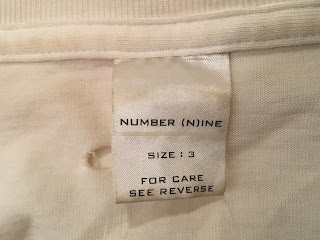 NUMBER (N)INE
SIZE : 3
FOR CARE
SEE REVERSE